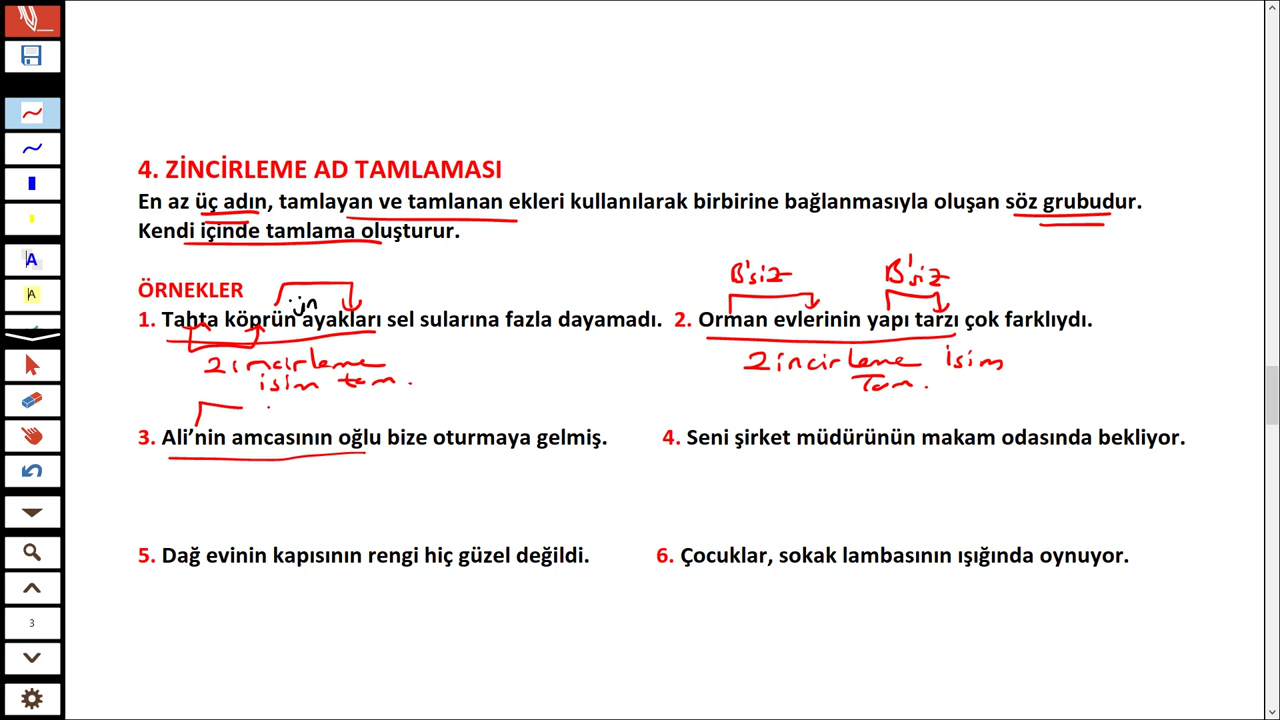 4. ZİNCİRLEME AD TAMLAMASI
En az üç adın, tamlayan ve tamlanan ekleri kullanılarak birbirine bağlanmasıyla oluşan söz grubudur.
Kendi içinde tamlama oluşturur.
B'siz B'siz
ÖRNEKLER
ün
1. Tahta köprün ayakları sel sularına fazla dayamadı. 2. Orman evlerinin yapı tarzı çok farklıydı.
Zincirleme Zincirleme İsim
isim tam. Tam.
3. Ali’nin amcasının oğlu bize oturmaya gelmiş. 4. Seni şirket müdürünün makam odasında bekliyor.
5. Dağ evinin kapısının rengi hiç güzel değildi. 6. Çocuklar, sokak lambasının ışığında oynuyor.
A
A
3